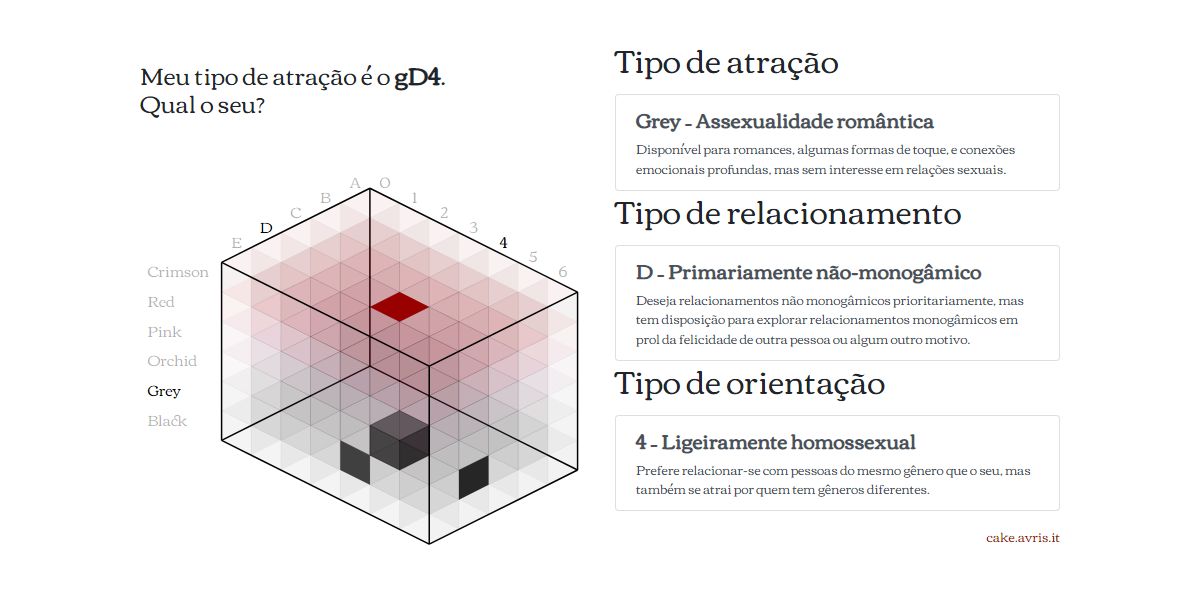 Meu tipo de atração é o gD4.
Qual o seu?
A
B
C
D
E
0
1
2
3
4
5
6
Crimson
Red
Pink
Orchid
Grey
Black
Tipo de atração
Grey - Assexualidade romântica
Disponível para romances, algumas formas de toque, e conexões
emocionais profundas, mas sem interesse em relações sexuais.
Tipo de relacionamento
D - Primariamente não-monogâmico
Deseja relacionamentos não monogâmicos prioritariamente, mas
tem disposição para explorar relacionamentos monogâmicos em
prol da felicidade de outra pessoa ou algum outro motivo.
Tipo de orientação
4 - Ligeiramente homossexual
Prefere relacionar-se com pessoas do mesmo gênero que o seu, mas
também se atrai por quem tem gêneros diferentes.
cake.avris.it